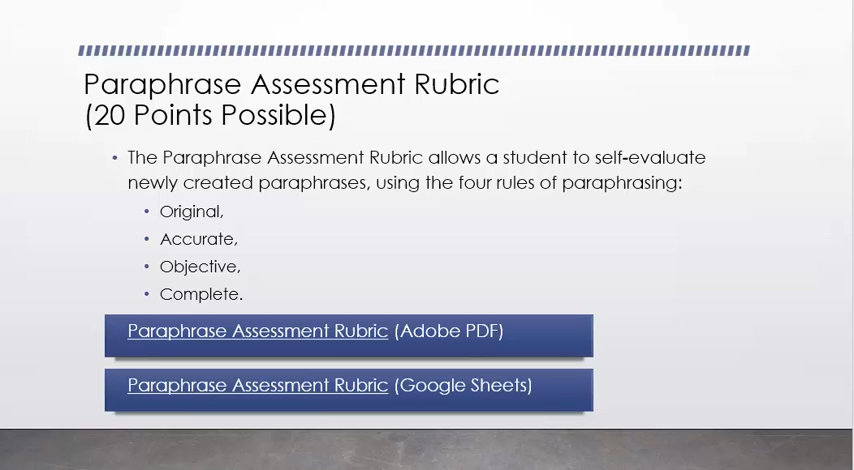 Paraphrase Assessment Rubric
(20 Points Possible)
• The Paraphrase Assessment Rubric allows a student to self-evaluate
newly created paraphrases, using the four rules of paraphrasing:
• Original,
• Accurate,
• Objective,
• Complete.
Paraphrase Assessment Rubric (Adobe PDF)
Paraphrase Assessment Rubric (Google Sheets)